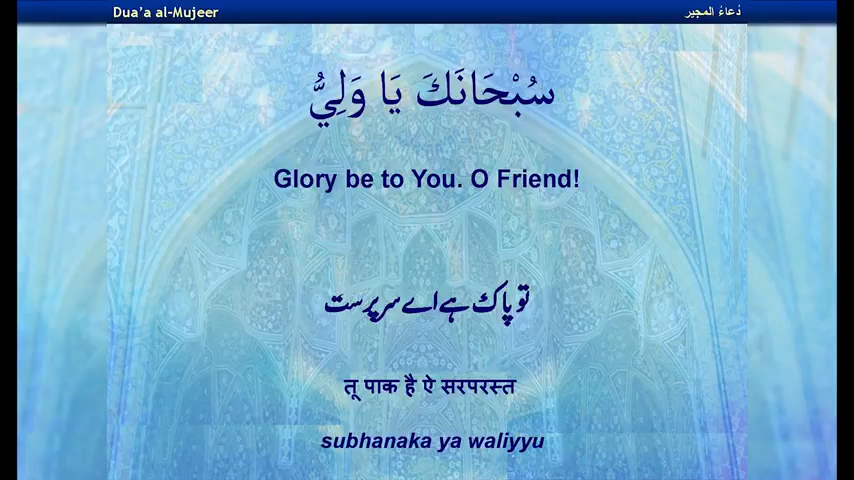 Dua'a al-Mujeer دُعاءُ المجير
سُبْحَانَكَ يَا وَلِيُّ
Glory be to You. O Friend!
تو پاک ہے اے سرپرست
तू पाक है ऐ सरपरस्त
subhanaka ya waliyyu